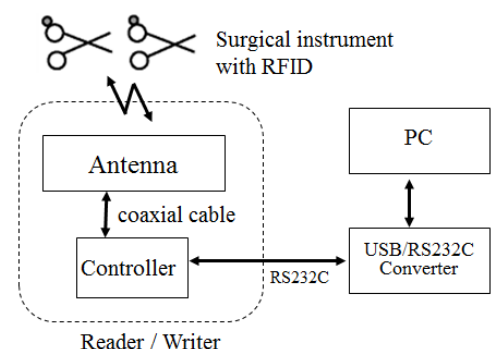 Surgical instrument
with RFID
Antenna
coaxial cable
Controller
RS232C
PC
USB/RS232C
Converter
Reader / Writer